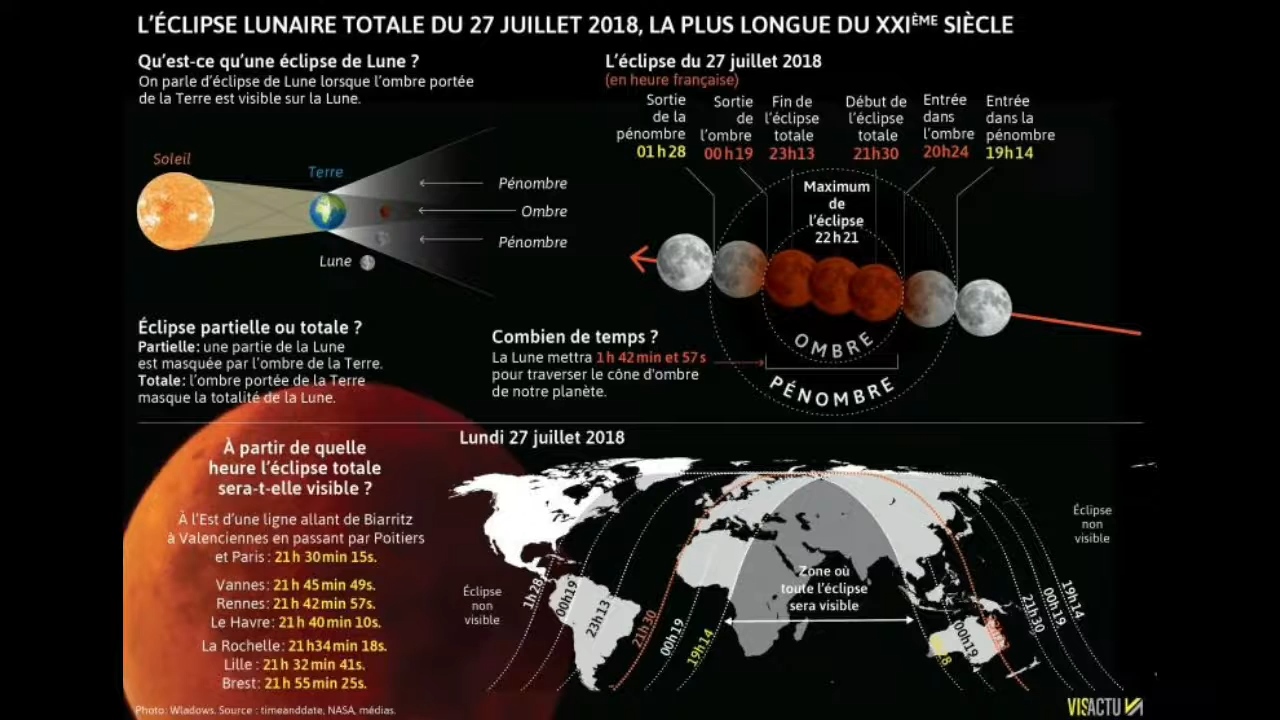 L'ÉCLIPSE LUNAIRE TOTALE DU 27 JUILLET 2018, LA PLUS LONGUE DU XXIÈME SIÈCLE
Qu'est-ce qu'une éclipse de Lune ?
On parle d'éclipse de Lune lorsque l'ombre portée
de la Terre est visible sur la Lune.
Soleil
Terre
Pénombre
Ombre
Pénombre
Lune
L'éclipse du 27 juillet 2018
(en heure française)
Sortie
de la
pénombre
01h28
Sortie
de
l'ombre
00h19
Fin de
l'éclipse
totale
23h13
Début de
l'éclipse
totale
21h30
Entrée
dans
l'ombre
20h24
Entrée
dans la
pénombre
19h14
Maximum
de
l'éclipse
22h21
OMBRE
PÉNOMBRE
Éclipse partielle ou totale ?
Partielle: une partie de la Lune
est masquée par l'ombre de la Terre.
Totale: l'ombre portée de la Terre
masque la totalité de la Lune.
Combien de temps ?
La Lune mettra 1h 42min et 57s
pour traverser le cône d'ombre
de notre planète.
À partir de quelle
heure l'éclipse totale
sera-t-elle visible ?
À l'Est d'une ligne allant de Biarritz
à Valenciennes en passant par Poitiers
et Paris : 21h 30min 15s.
Vannes: 21h 45min 49s.
Rennes: 21h 42min 57s.
Le Havre: 21h 40min 10s.
La Rochelle: 21h34min 18s.
Lille : 21h 32min 41s.
Brest: 21h 55min 25s.
Photo: Wladows. Source : timeanddate, NASA, médias.
Lundi 27 juillet 2018
Éclipse
non
visible
1h28
00h19
23h13
21h30
00h19
19h14
Zone où
toute l'éclipse
sera visible
00h19
21h30
00h19
19h14
Éclipse
non
visible
VISACTU